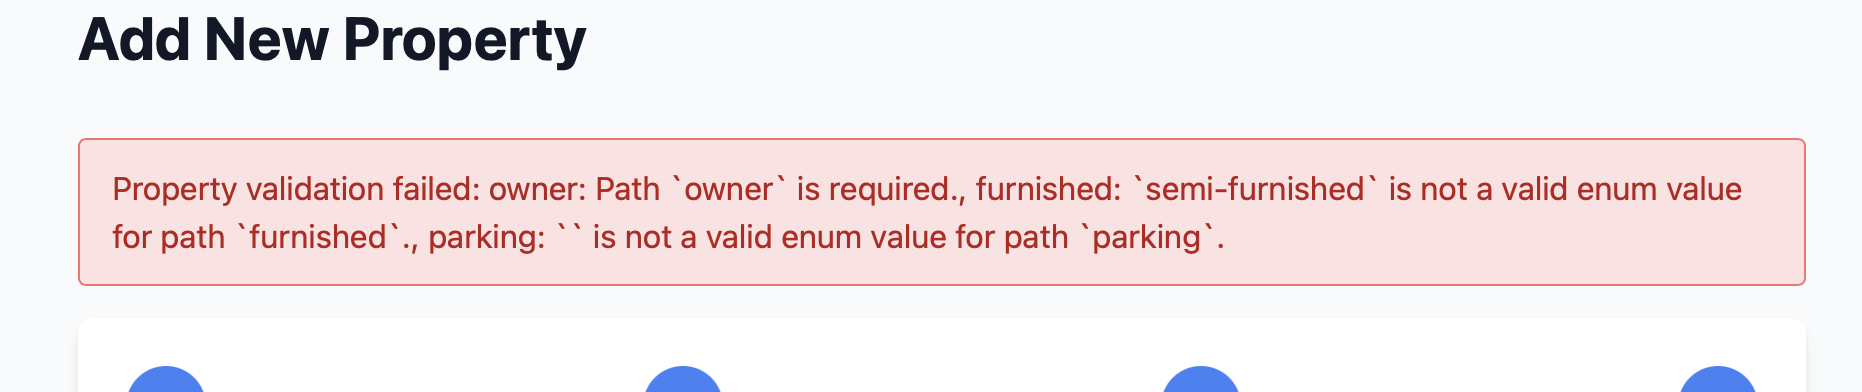 Add New Property
Property validation failed: owner: Path `owner` is required., furnished: `semi-furnished` is not a valid enum value
for path `furnished`., parking: `` is not a valid enum value for path `parking`.